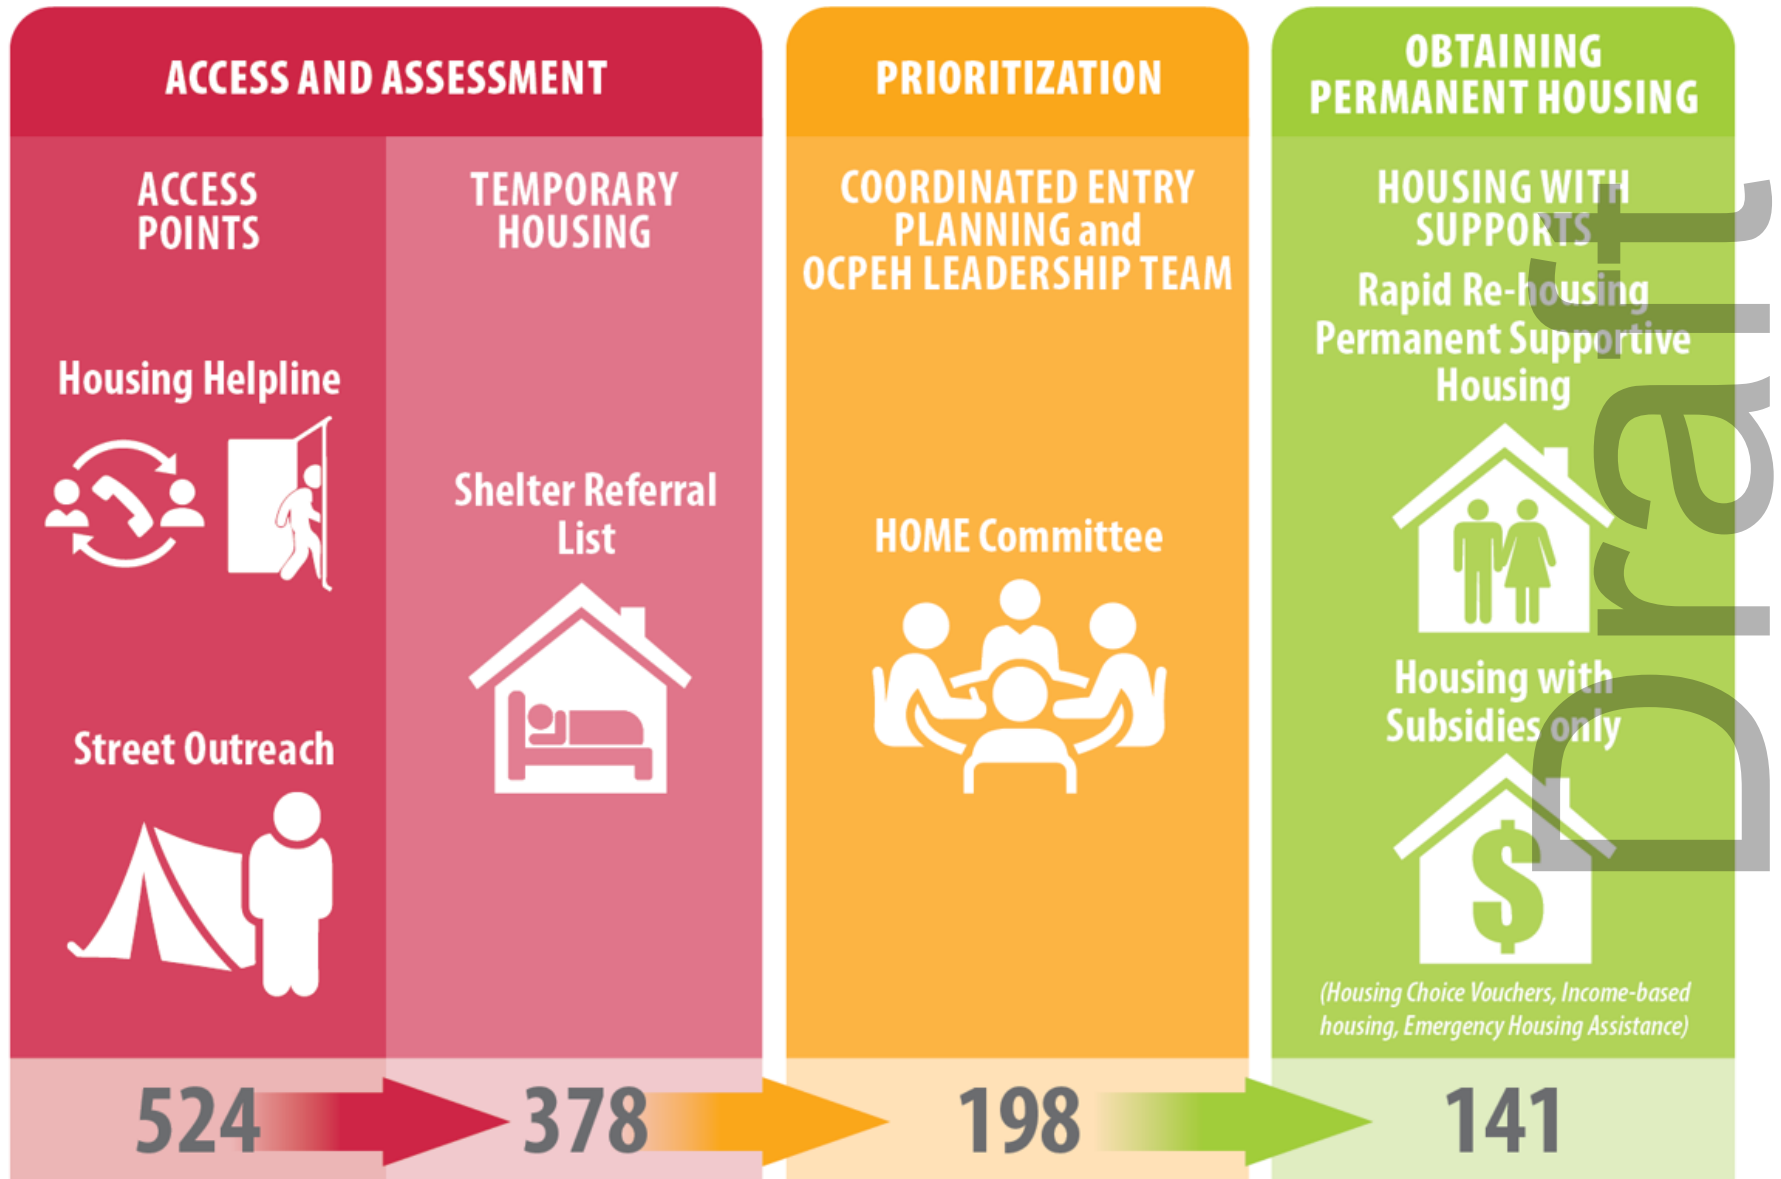 ACCESS AND ASSESSMENT
ACCESS
POINTS
Housing Helpline
Street Outreach
524
TEMPORARY
HOUSING
Shelter Referral
List
378
PRIORITIZATION
COORDINATED ENTRY
PLANNING and
OCPEH LEADERSHIP TEAM
HOME Committee
198
OBTAINING
PERMANENT HOUSING
HOUSING WITH
SUPPORTS
Rapid Re-housing
Permanent Supportive
Housing
Housing with
Subsidies only
$
(Housing Choice Vouchers, Income-based
housing, Emergency Housing Assistance)
141
Draft